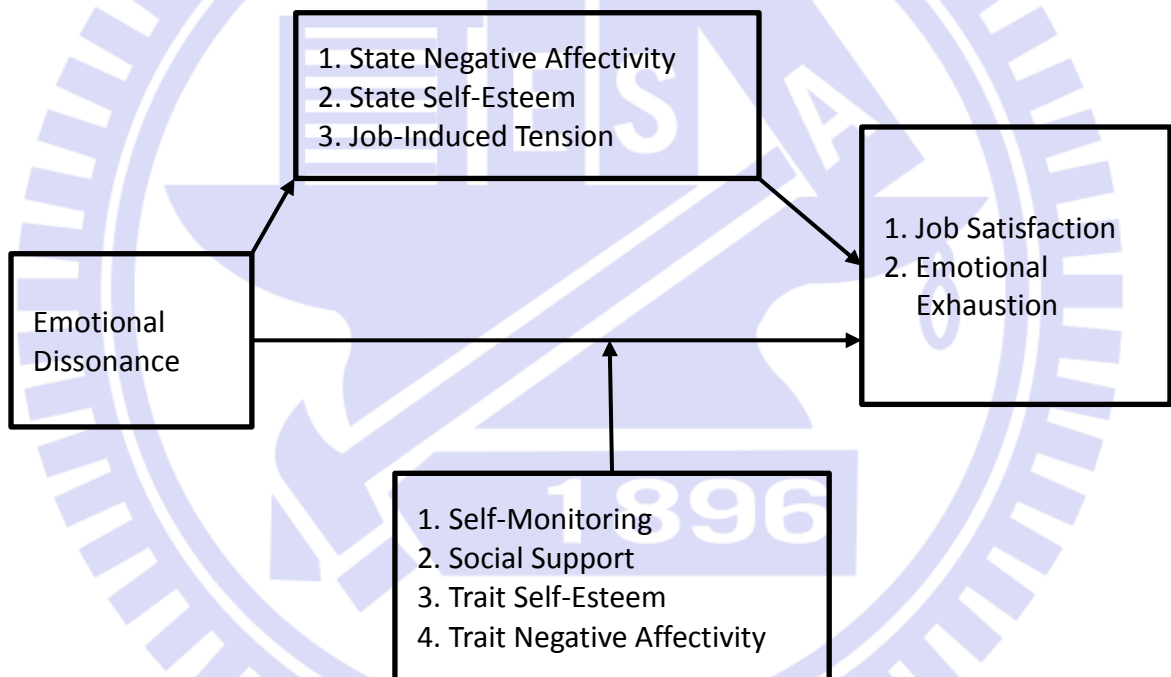 1. State Negative Affectivity
2. State Self-Esteem
3. Job-Induced Tension
1. Job Satisfaction
2. Emotional
Exhaustion
Emotional
Dissonance
1. Self-Monitoring
2. Social Support
3. Trait Self-Esteem
4. Trait Negative Affectivity
ESA
1896